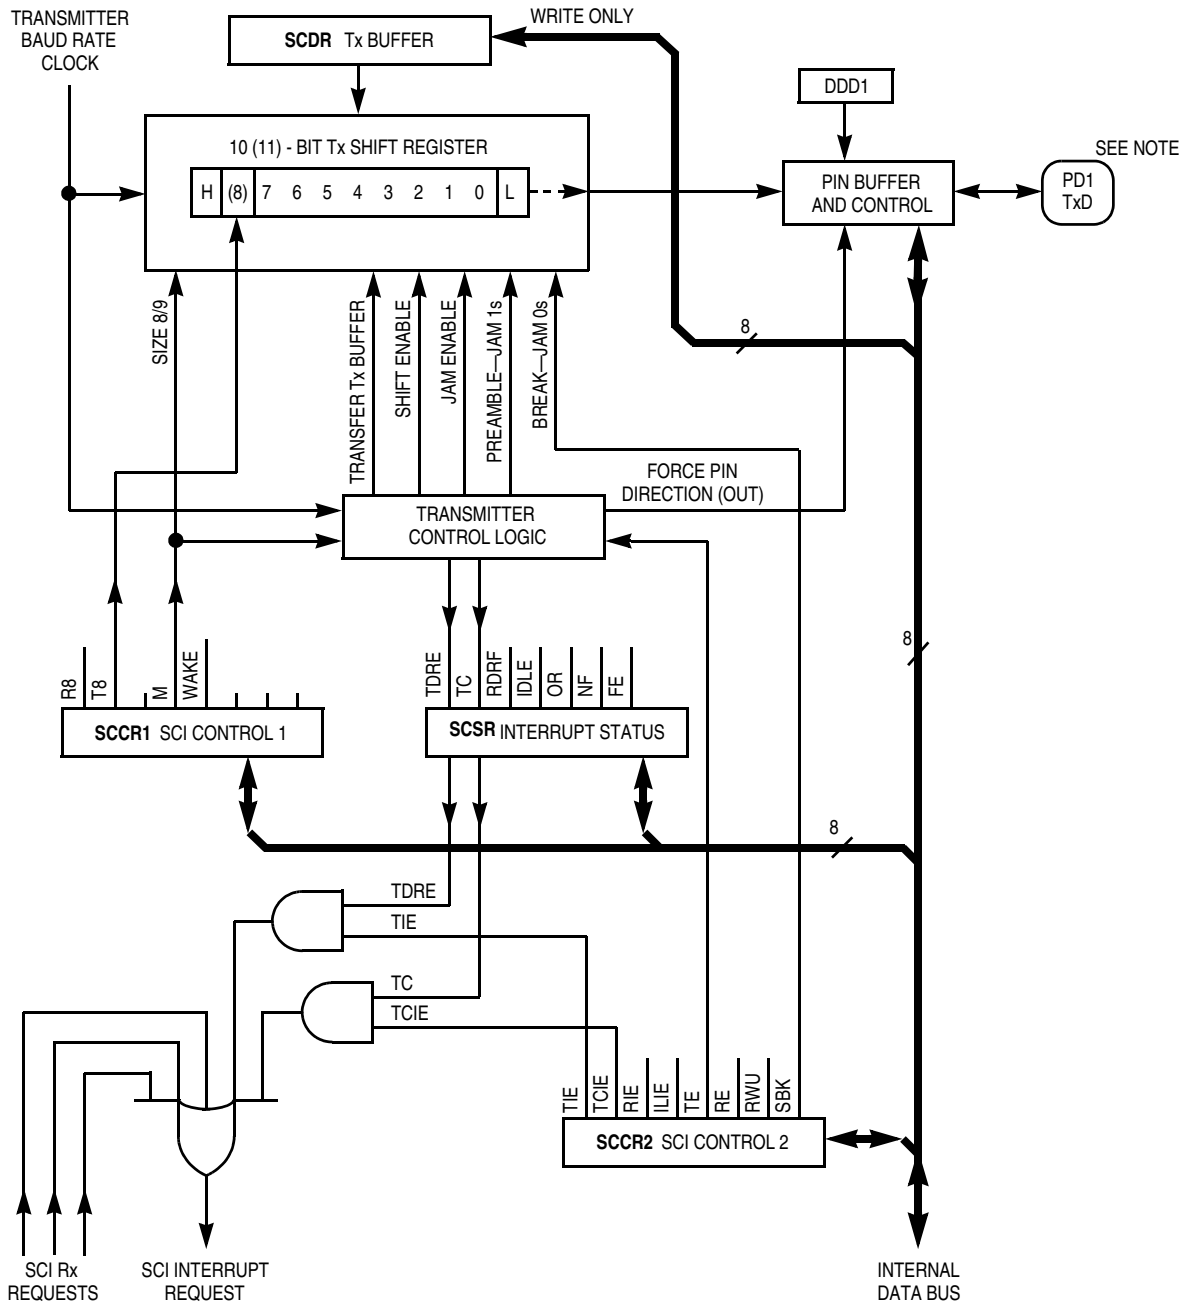 TRANSMITTER
BAUD RATE
CLOCK
SCDR Tx BUFFER
WRITE ONLY
DDD1
10 (11) - BIT Tx SHIFT REGISTER
H (8) 7 6 5 4 3 2 1 0 L
PIN BUFFER
AND CONTROL
SEE NOTE
PD1
TxD
SIZE 8/9
TRANSFER Tx BUFFER
SHIFT ENABLE
JAM ENABLE
PREAMBLE—JAM 1s
BREAK—JAM 0s
8
FORCE PIN
DIRECTION (OUT)
TRANSMITTER
CONTROL LOGIC
8
R8
T8
M
WAKE
TDRE
TC
RDRF
IDLE
OR
NF
FE
SCCR1 SCI CONTROL 1
SCSR INTERRUPT STATUS
8
TDRE
TIE
TC
TCIE
TIE
TCIE
RIE
ILIE
TE
RE
RWU
SBK
SCCR2 SCI CONTROL 2
SCI Rx
REQUESTS
SCI INTERRUPT
REQUEST
INTERNAL
DATA BUS